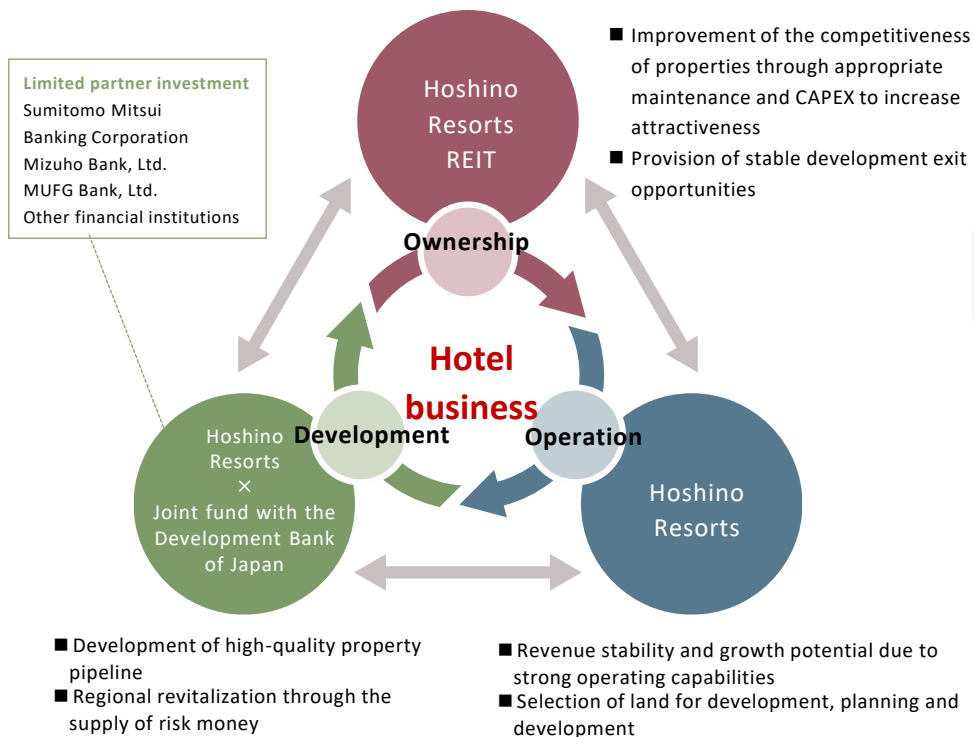 Limited partner investment
Sumitomo Mitsui
Banking Corporation
Mizuho Bank, Ltd.
MUFG Bank, Ltd.
Other financial institutions
Hoshino
Resorts
REIT
■ Improvement of the competitiveness
of properties through appropriate
maintenance and CAPEX to increase
attractiveness
■ Provision of stable development exit
opportunities
Ownership
Hotel
business
Development
Operation
Hoshino
Resorts
×
Joint fund with the
Development Bank
of Japan
Hoshino
Resorts
■ Development of high-quality property
pipeline
■ Regional revitalization through the
supply of risk money
■ Revenue stability and growth potential due to
strong operating capabilities
■ Selection of land for development, planning and
development